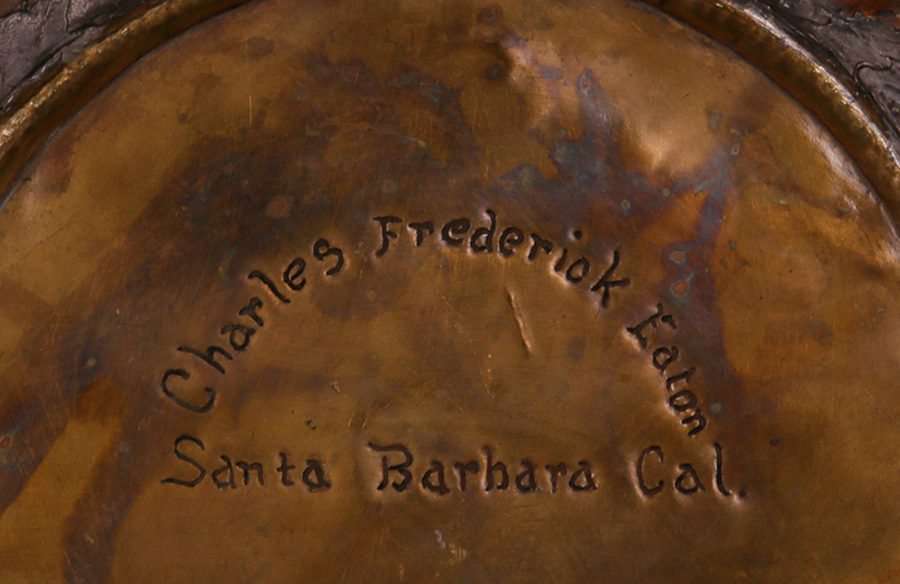 Charles Frederick Eaton
Santa Barbara Cal.